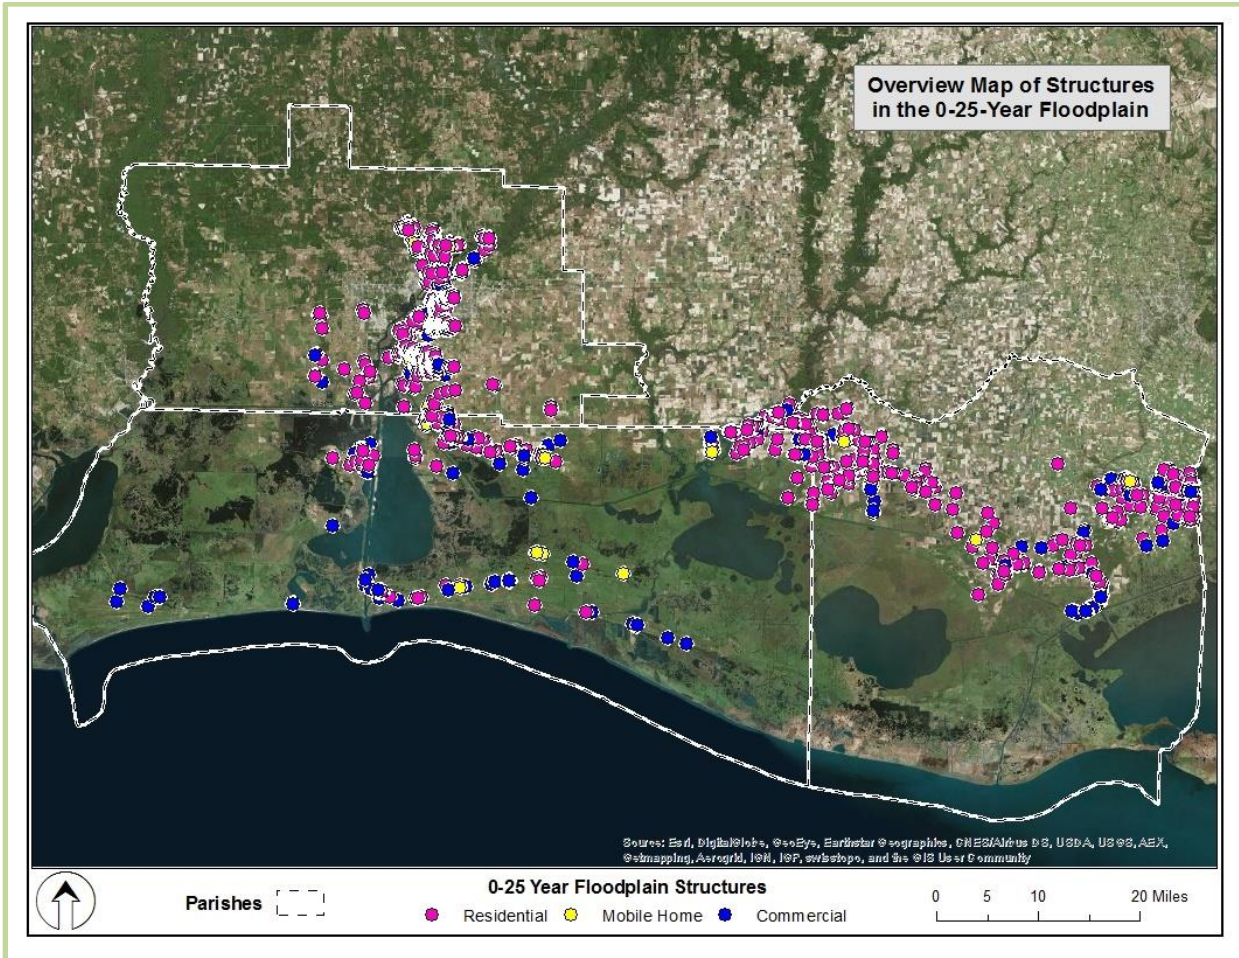 Overview Map of Structures
in the 0-25-Year Floodplain
Source: Esri, DigitalGlobe, GeoEye, Earthstar Geographics, CNES/Airbus DS, USDA, USGS, AEX,
Getmapping, Aerogrid, IGN, IGP, swisstopo, and the GIS User Community
Parishes
0-25 Year Floodplain Structures
Residential Mobile Home Commercial
0 5 10 20 Miles